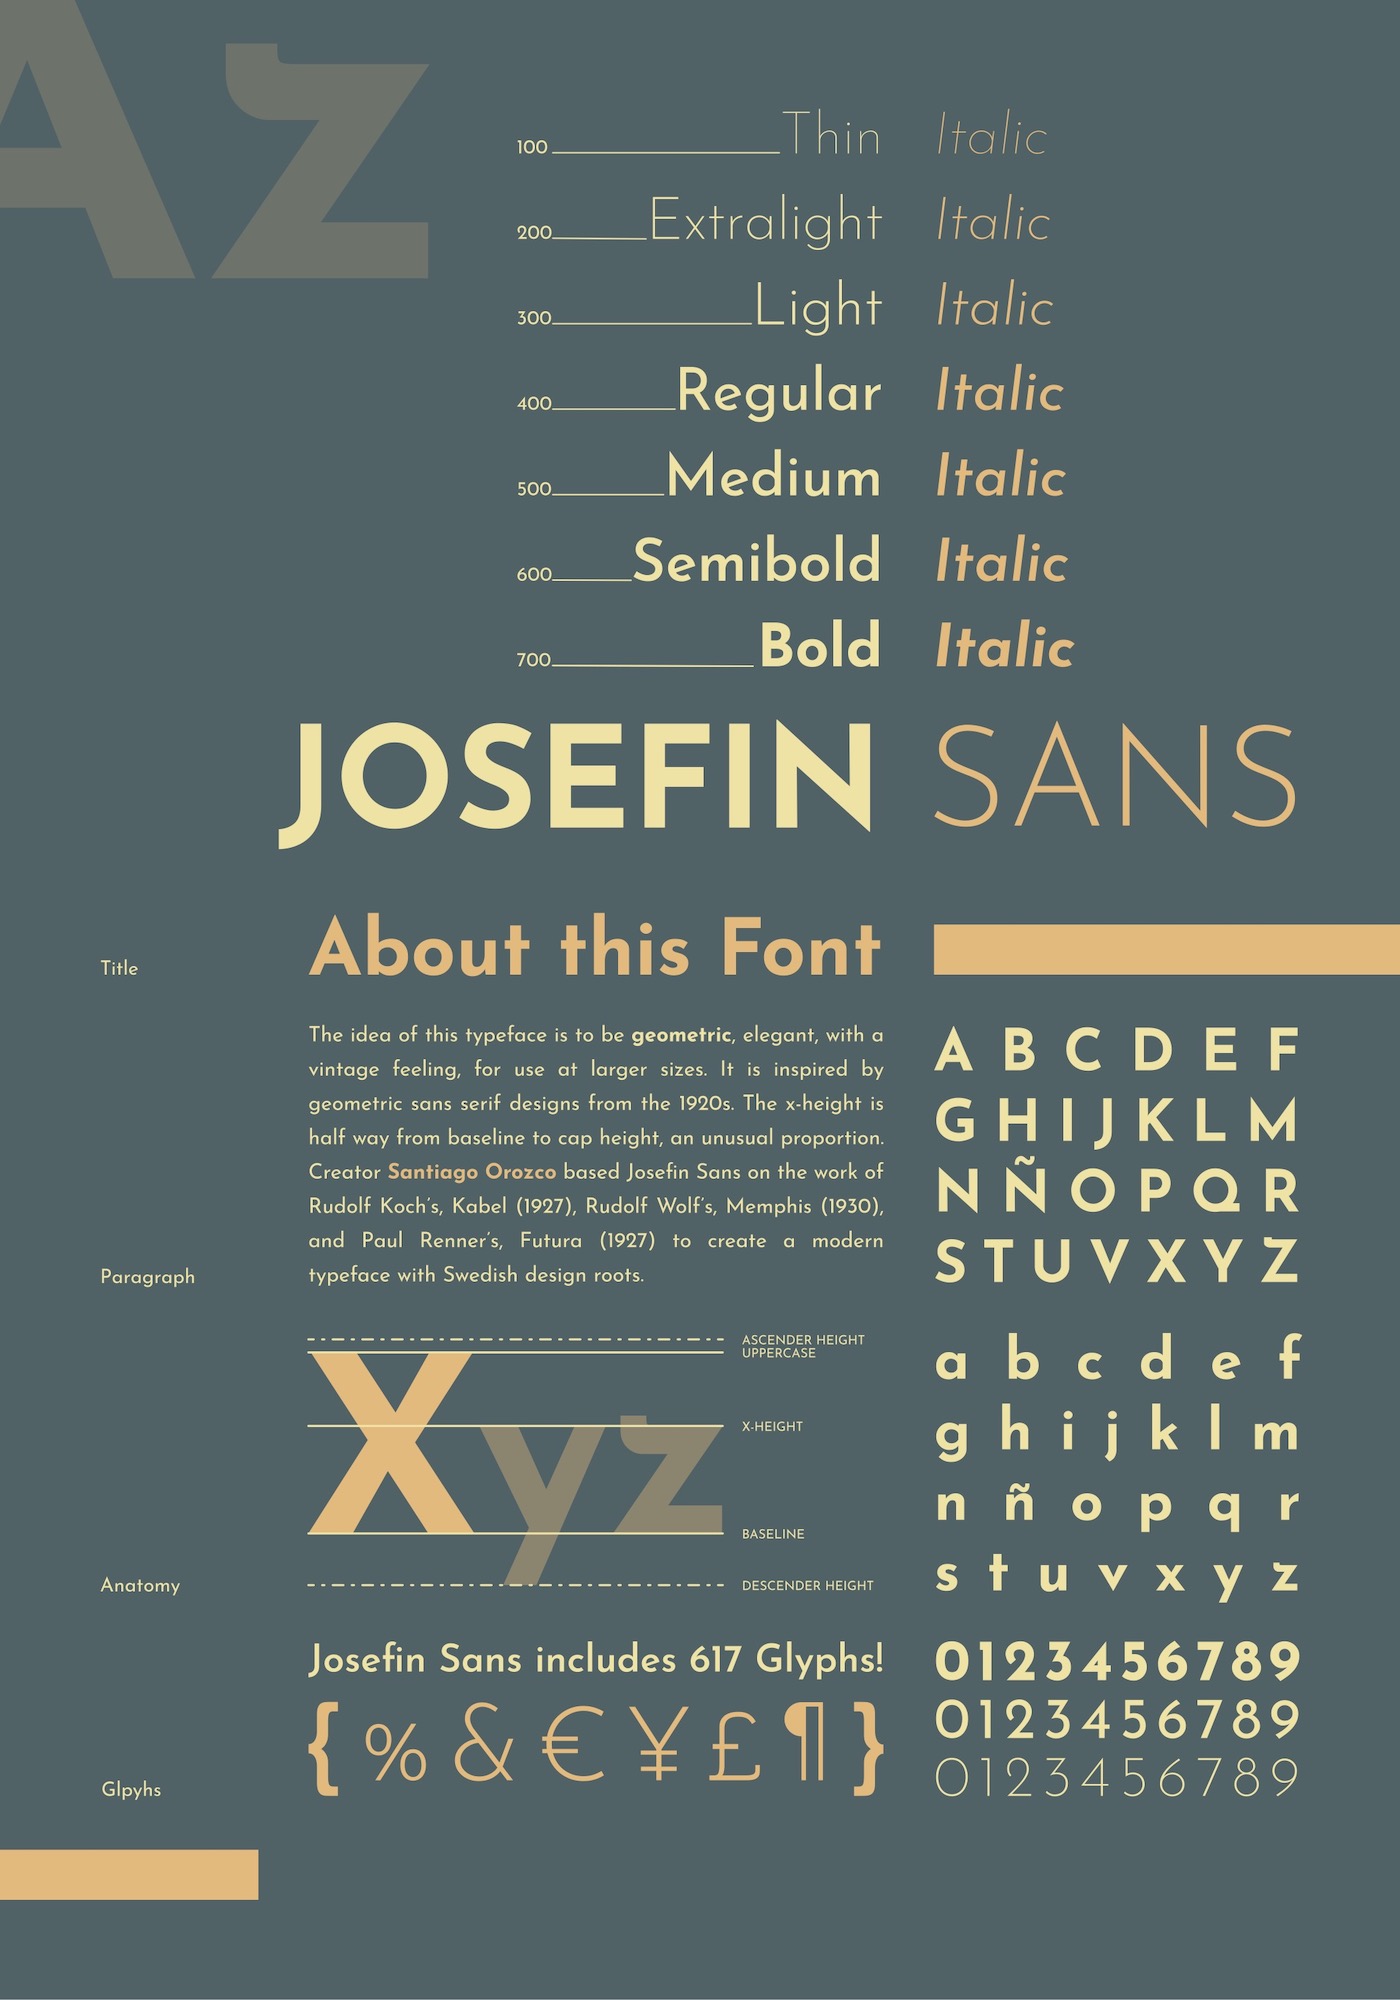 Az
100 Thin Italic
200 Extralight Italic
300 Light Italic
400 Regular Italic
500 Medium Italic
600 Semibold Italic
700 Bold Italic
JOSEFIN SANS
Title
About this Font
The idea of this typeface is to be geometric, elegant, with a
vintage feeling, for use at larger sizes. It is inspired by
geometric sans serif designs from the 1920s. The x-height is
half way from baseline to cap height, an unusual proportion.
Creator Santiago Orozco based Josefin Sans on the work of
Rudolf Koch's, Kabel (1927), Rudolf Wolf's, Memphis (1930),
and Paul Renner's, Futura (1927) to create a modern
typeface with Swedish design roots.
Paragraph
ASCENDER HEIGHT
UPPERCASE
X-HEIGHT
BASELINE
DESCENDER HEIGHT
Xyz
Anatomy
Josefin Sans includes 617 Glyphs!
{ % & € ¥ £ ¶ }
Glpyhs
A B C D E F
G H I J K L M
N Ñ O P Q R
S T U V X Y Z
a b c d e f
g h i j k l m
n ñ o p q r
s t u v x y z
0123456789
0123456789
0123456789